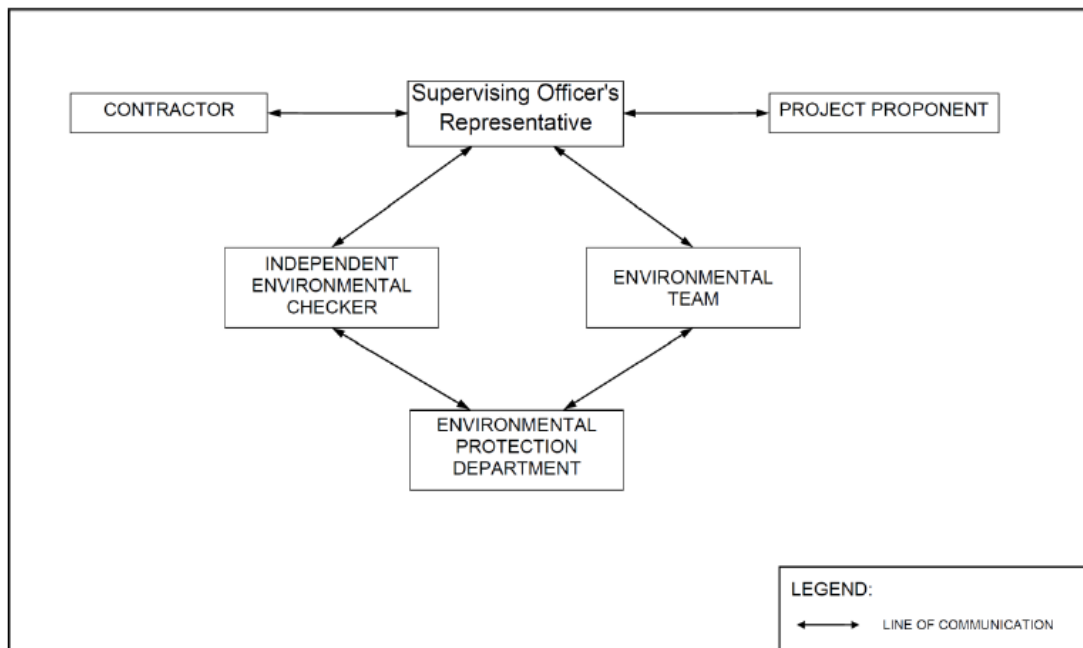 CONTRACTOR
Supervising Officer's
Representative
PROJECT PROPONENT
INDEPENDENT
ENVIRONMENTAL
CHECKER
ENVIRONMENTAL
TEAM
ENVIRONMENTAL
PROTECTION
DEPARTMENT
LEGEND:
LINE OF COMMUNICATION